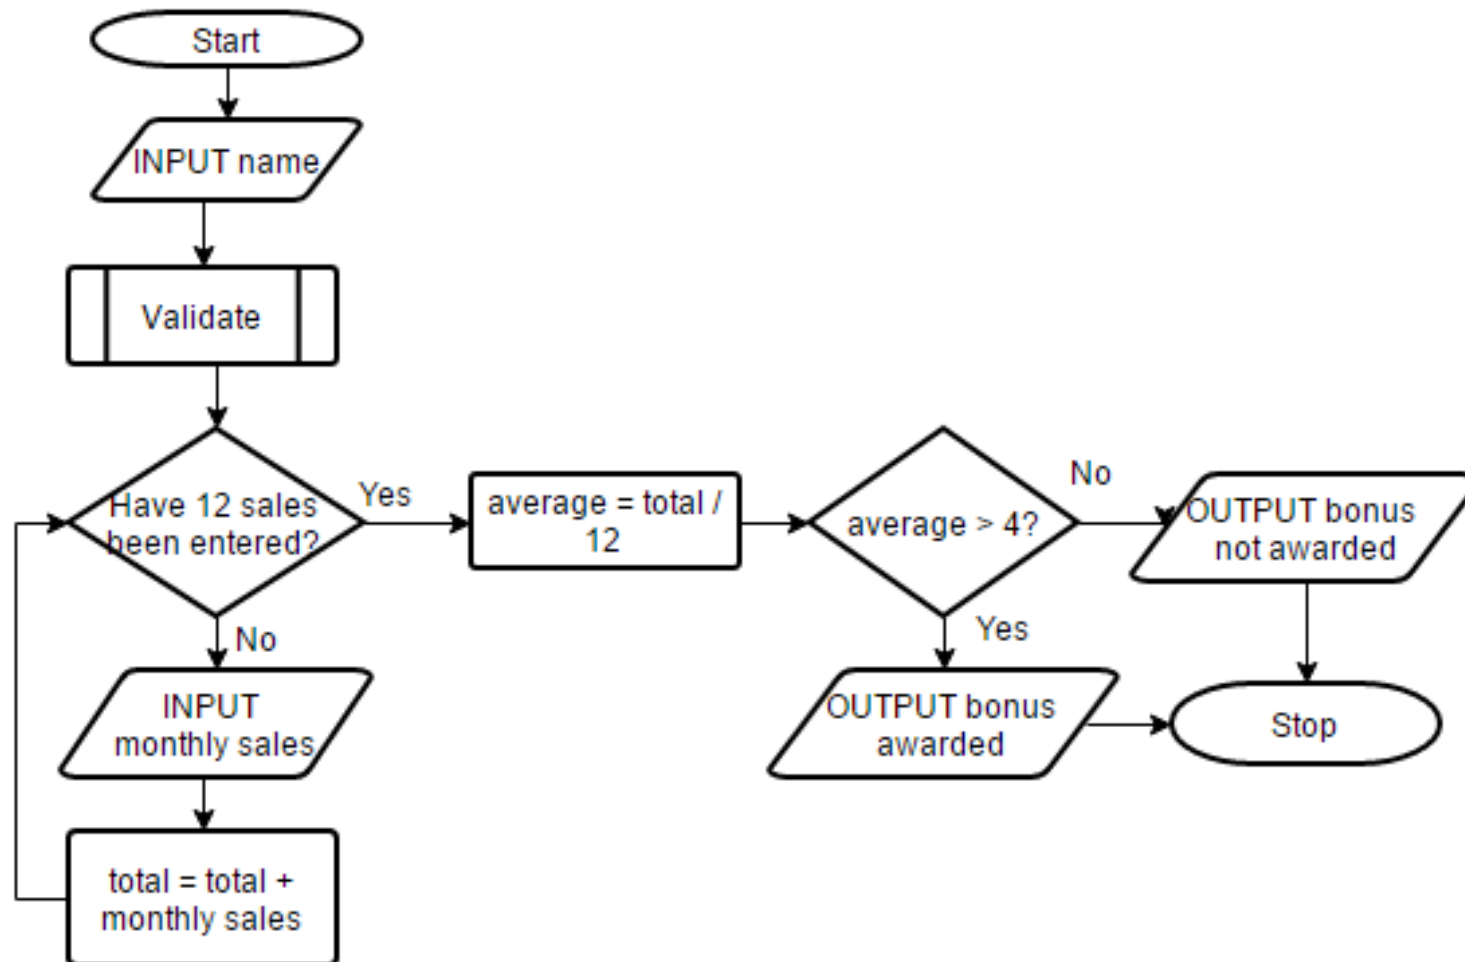 Start
INPUT name
Validate
Have 12 sales
been entered?
Yes
average = total /
12
average > 4?
No
OUTPUT bonus
not awarded
No
Yes
INPUT
monthly sales
OUTPUT bonus
awarded
Stop
total = total +
monthly sales